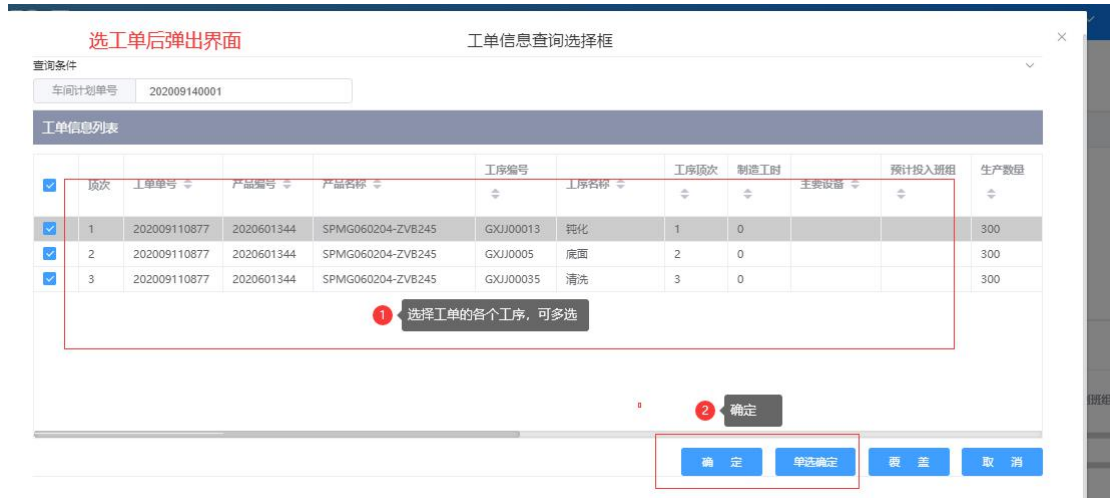 选工单后弹出界面 工单信息查询选择框
查询条件
车间计划单号 202009140001
工单信息列表
顶次 工单单号 产品编号 产品名称 工序编号 工序名称 工序顶次 制造工时 主要设备 预计投入班组 生产数量
1 202009110877 2020601344 SPMG060204-ZVB245 GXJJ00013 钝化 1 0 300
2 202009110877 2020601344 SPMG060204-ZVB245 GXJJ0005 底面 2 0 300
3 202009110877 2020601344 SPMG060204-ZVB245 GXJJ00035 清洗 3 0 300
1 选择工单的各个工序，可多选
2 确定
确 定 单选确定 覆 盖 取 消